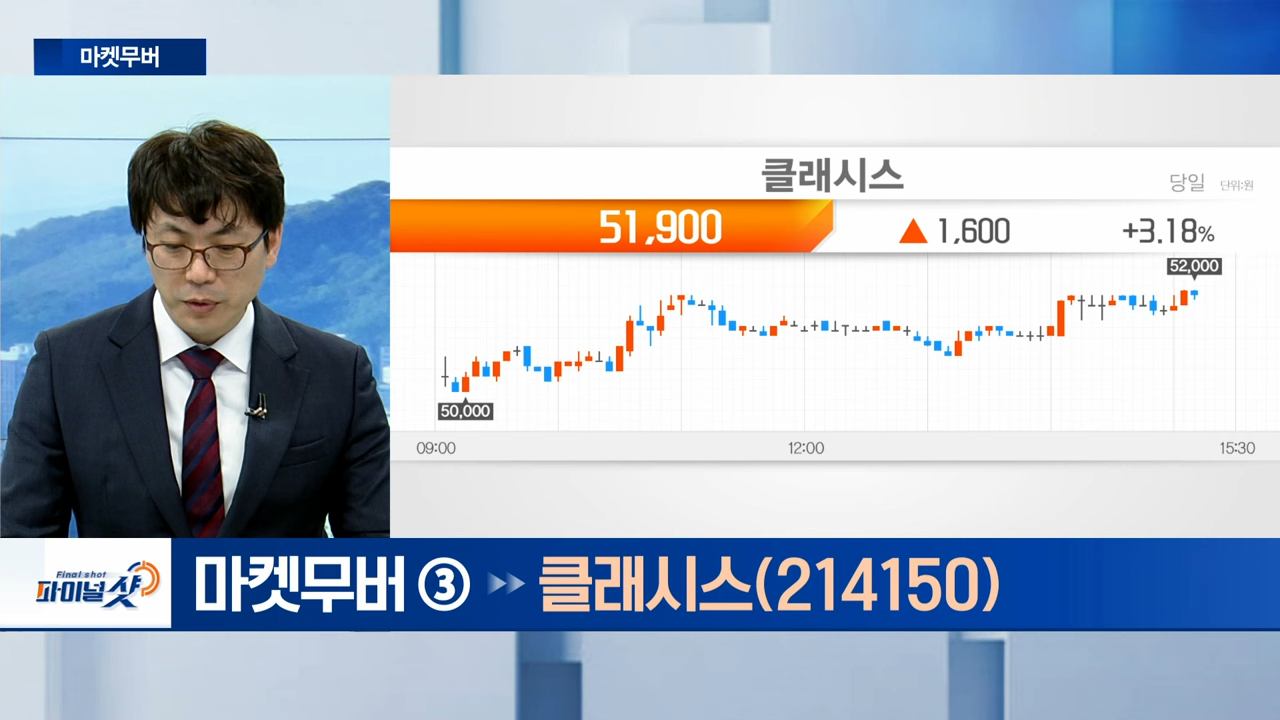 마켓무버
클래시스
당일 단위:원
51,900 ▲ 1,600 +3.18%
52,000
50,000
09:00 12:00 15:30
Final shot
파이널샷
마켓무버 ③ 클래시스(214150)